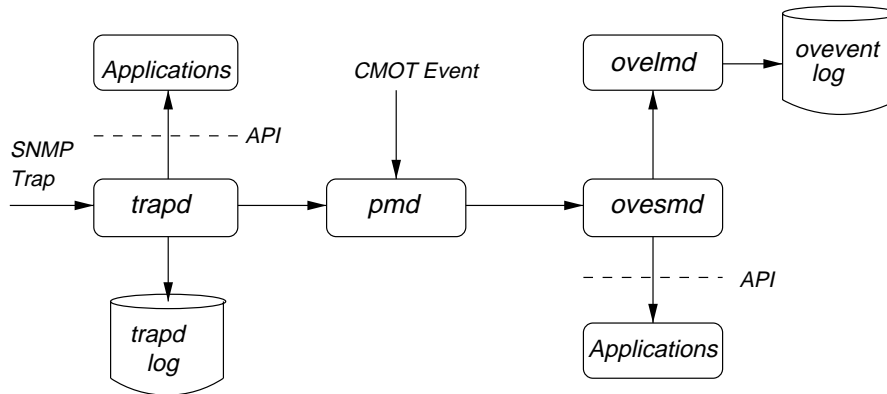 Applications
CMOT Event
ovelmd
ovevent
log
API
SNMP
Trap
trapd
pmd
ovesmd
API
trapd
log
Applications